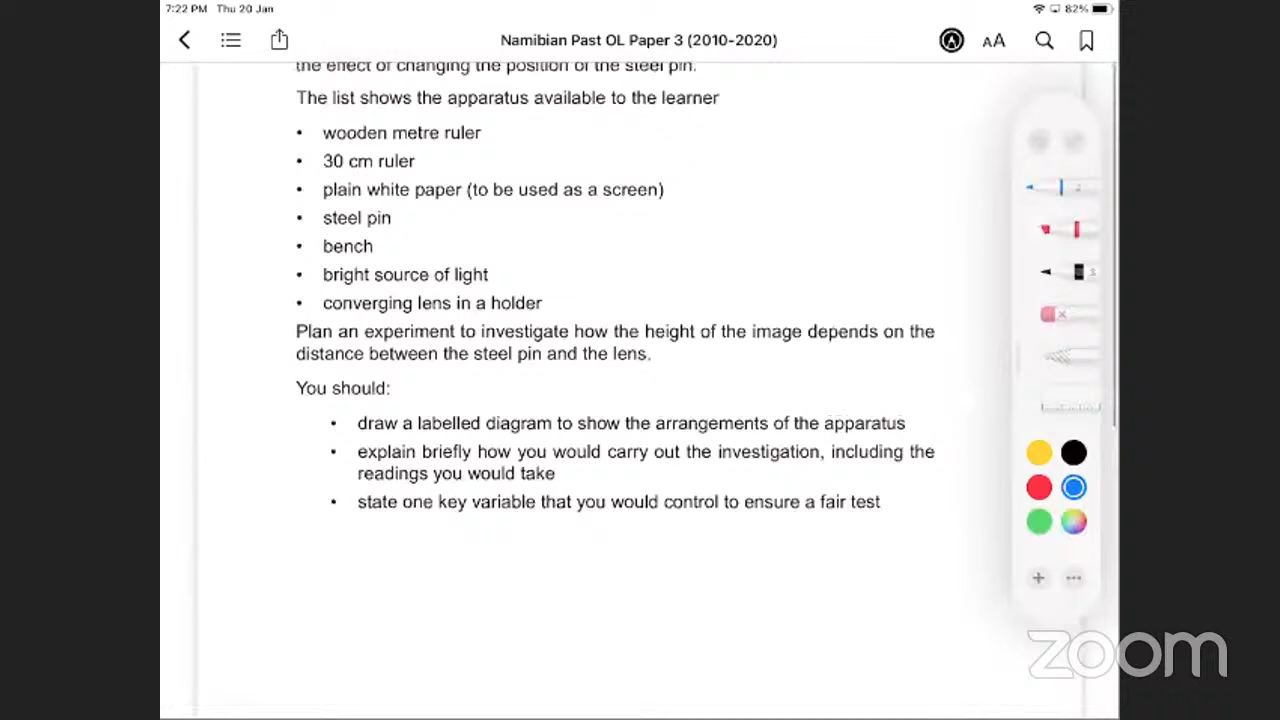 7:22 PM Thu 20 Jan
82%
Namibian Past OL Paper 3 (2010-2020)
AA
the effect of changing the position of the steel pin.
The list shows the apparatus available to the learner
• wooden metre ruler
• 30 cm ruler
• plain white paper (to be used as a screen)
• steel pin
• bench
• bright source of light
• converging lens in a holder
Plan an experiment to investigate how the height of the image depends on the
distance between the steel pin and the lens.
You should:
• draw a labelled diagram to show the arrangements of the apparatus
• explain briefly how you would carry out the investigation, including the
readings you would take
• state one key variable that you would control to ensure a fair test
zoom